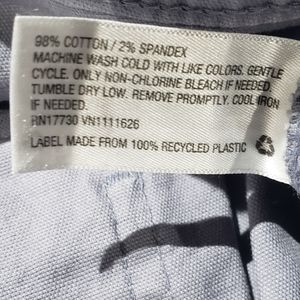 98% COTTON / 2% SPANDEX
MACHINE WASH COLD WITH LIKE COLORS. GENTLE
CYCLE. ONLY NON-CHLORINE BLEACH IF NEEDED.
TUMBLE DRY LOW. REMOVE PROMPTLY. COOL IRON
IF NEEDED.
RN17730 VN1111626
LABEL MADE FROM 100% RECYCLED PLASTIC